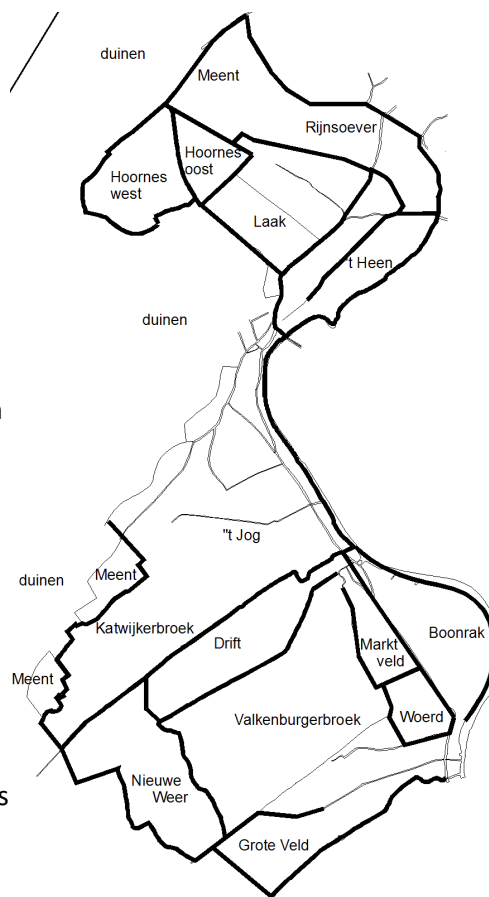 duinen
Meent
Rijnsoever
Hoornes
oost
Hoornes
west
Laak
't Heen
duinen
n
"t Jog
duinen
Meent
Katwijkerbroek
Drift
Markt
veld
Boonrak
Meent
Valkenburgerbroek
Woerd
Nieuwe
Weer
s
Grote Veld